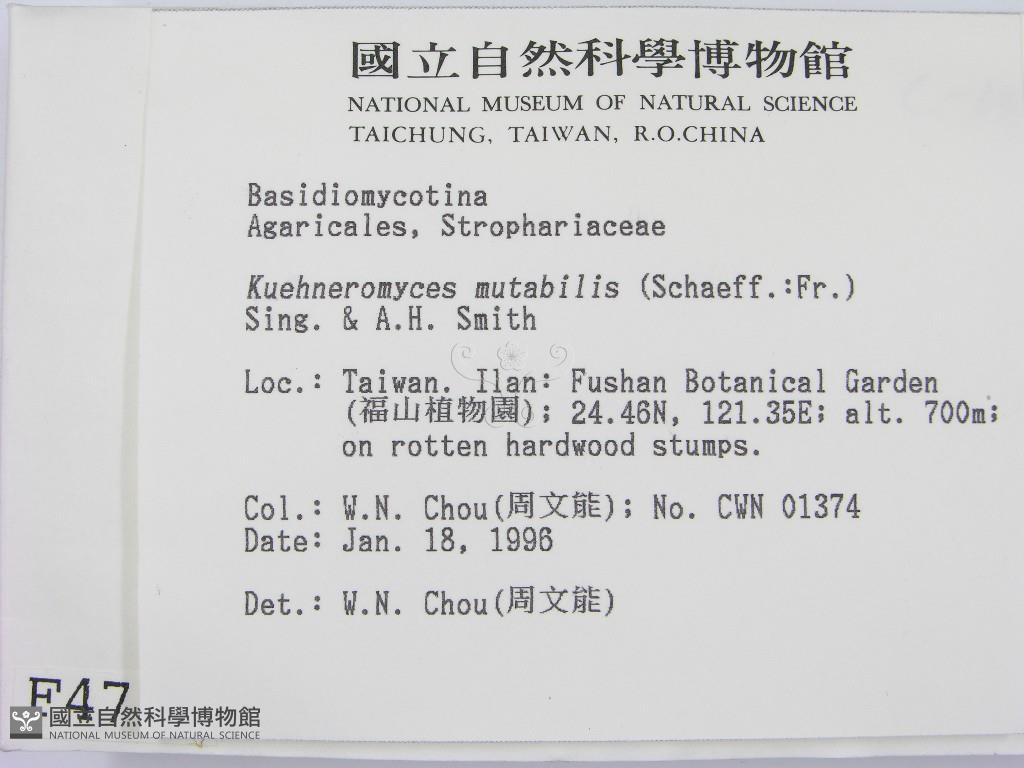 國立自然科學博物館
NATIONAL MUSEUM OF NATURAL SCIENCE
TAICHUNG, TAIWAN, R.O.CHINA
Basidiomycotina
Agaricales, Strophariaceae
Kuehneromyces mutabilis (Schaeff.:Fr.)
Sing. & A.H. Smith
Loc.: Taiwan. Ilan: Fushan Botanical Garden
(福山植物園); 24.46N, 121.35E; alt. 700m;
on rotten hardwood stumps.
Col.: W.N. Chou(周文能); No. CWN 01374
Date: Jan. 18, 1996
Det.: W.N. Chou(周文能)
F47
國立自然科學博物館
NATIONAL MUSEUM OF NATURAL SCIENCE